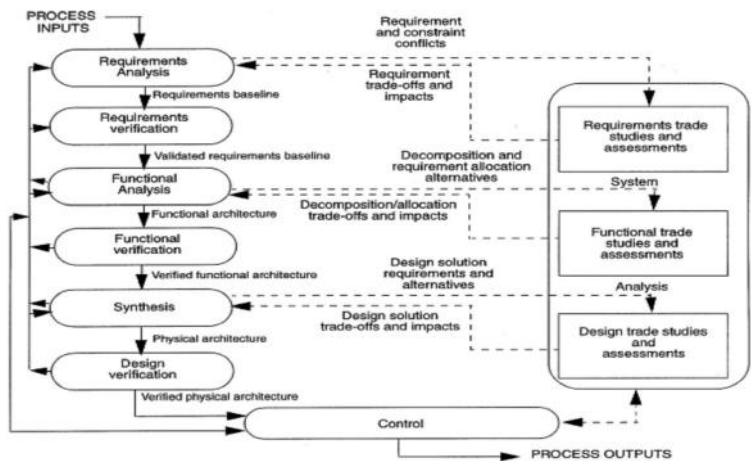 PROCESS
INPUTS
Requirements
Analysis
Requirements baseline
Requirements
verification
Validated requirements baseline
Functional
Analysis
Functional architecture
Functional
verification
Verified functional architecture
Synthesis
Physical architecture
Design
verification
Verified physical architecture
Requirement
and constraint
conflicts
Requirement
trade-offs and
impacts
Decomposition and
requirement allocation
alternatives
Decomposition/allocation
trade-offs and impacts
Design solution
requirements and
alternatives
Design solution
trade-offs and impacts
Requirements trade
studies and
assessments
System
Functional trade
studies and
assessments
Analysis
Design trade studies
and
assessments
Control
PROCESS OUTPUTS